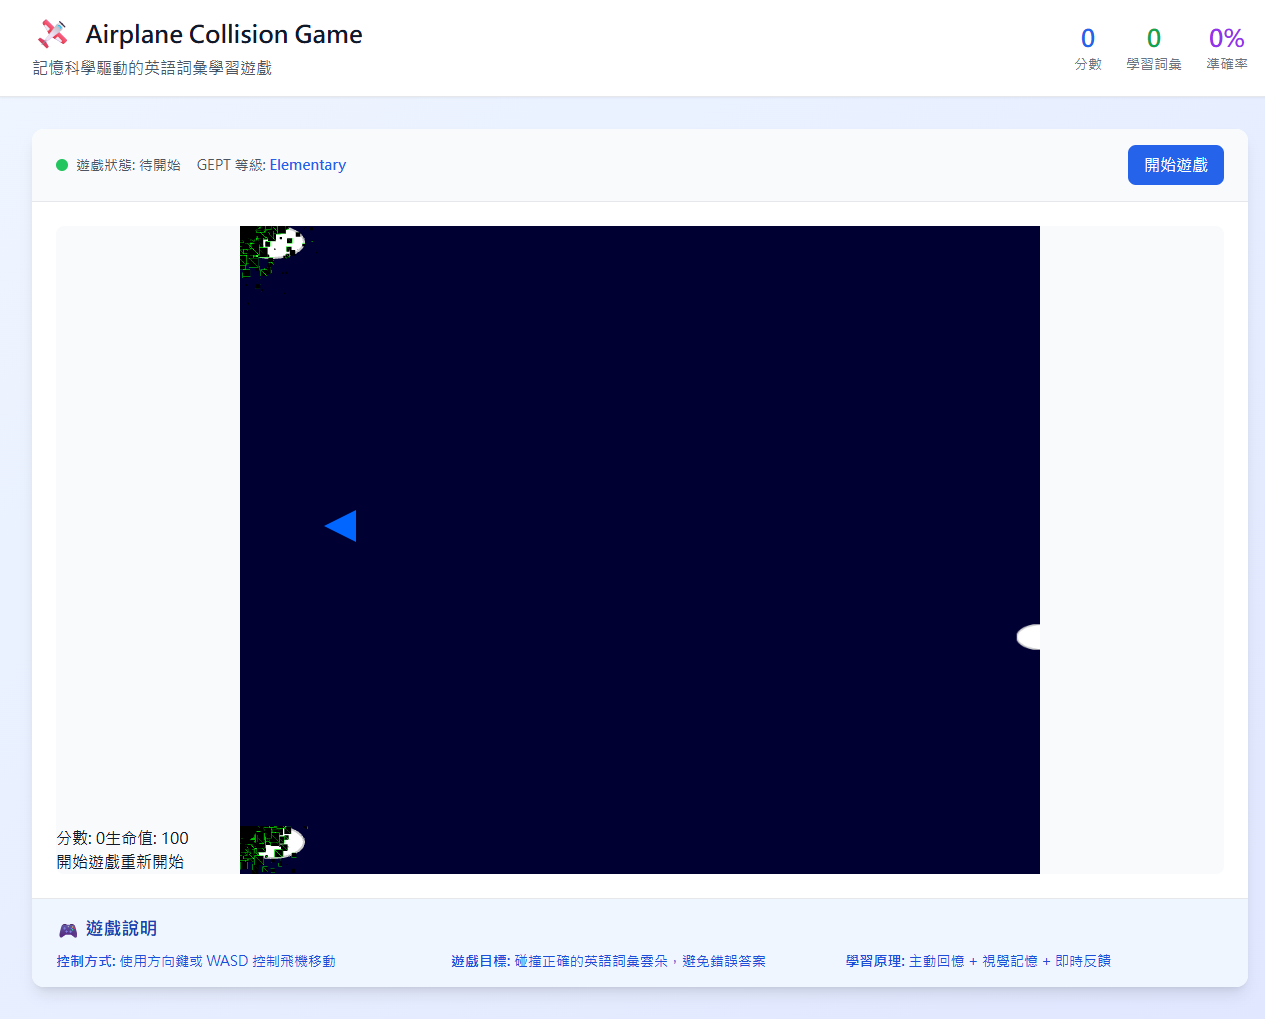 Airplane Collision Game
記憶科學驅動的英語詞彙學習遊戲
0
分數
0
學習詞彙
0%
準確率
遊戲狀態: 待開始 GEPT 等級: Elementary
開始遊戲
分數: 0生命值: 100
開始遊戲重新開始
遊戲說明
控制方式: 使用方向鍵或 WASD 控制飛機移動
遊戲目標: 碰撞正確的英語詞彙雲朵，避免錯誤答案
學習原理: 主動回憶 + 視覺記憶 + 即時反饋